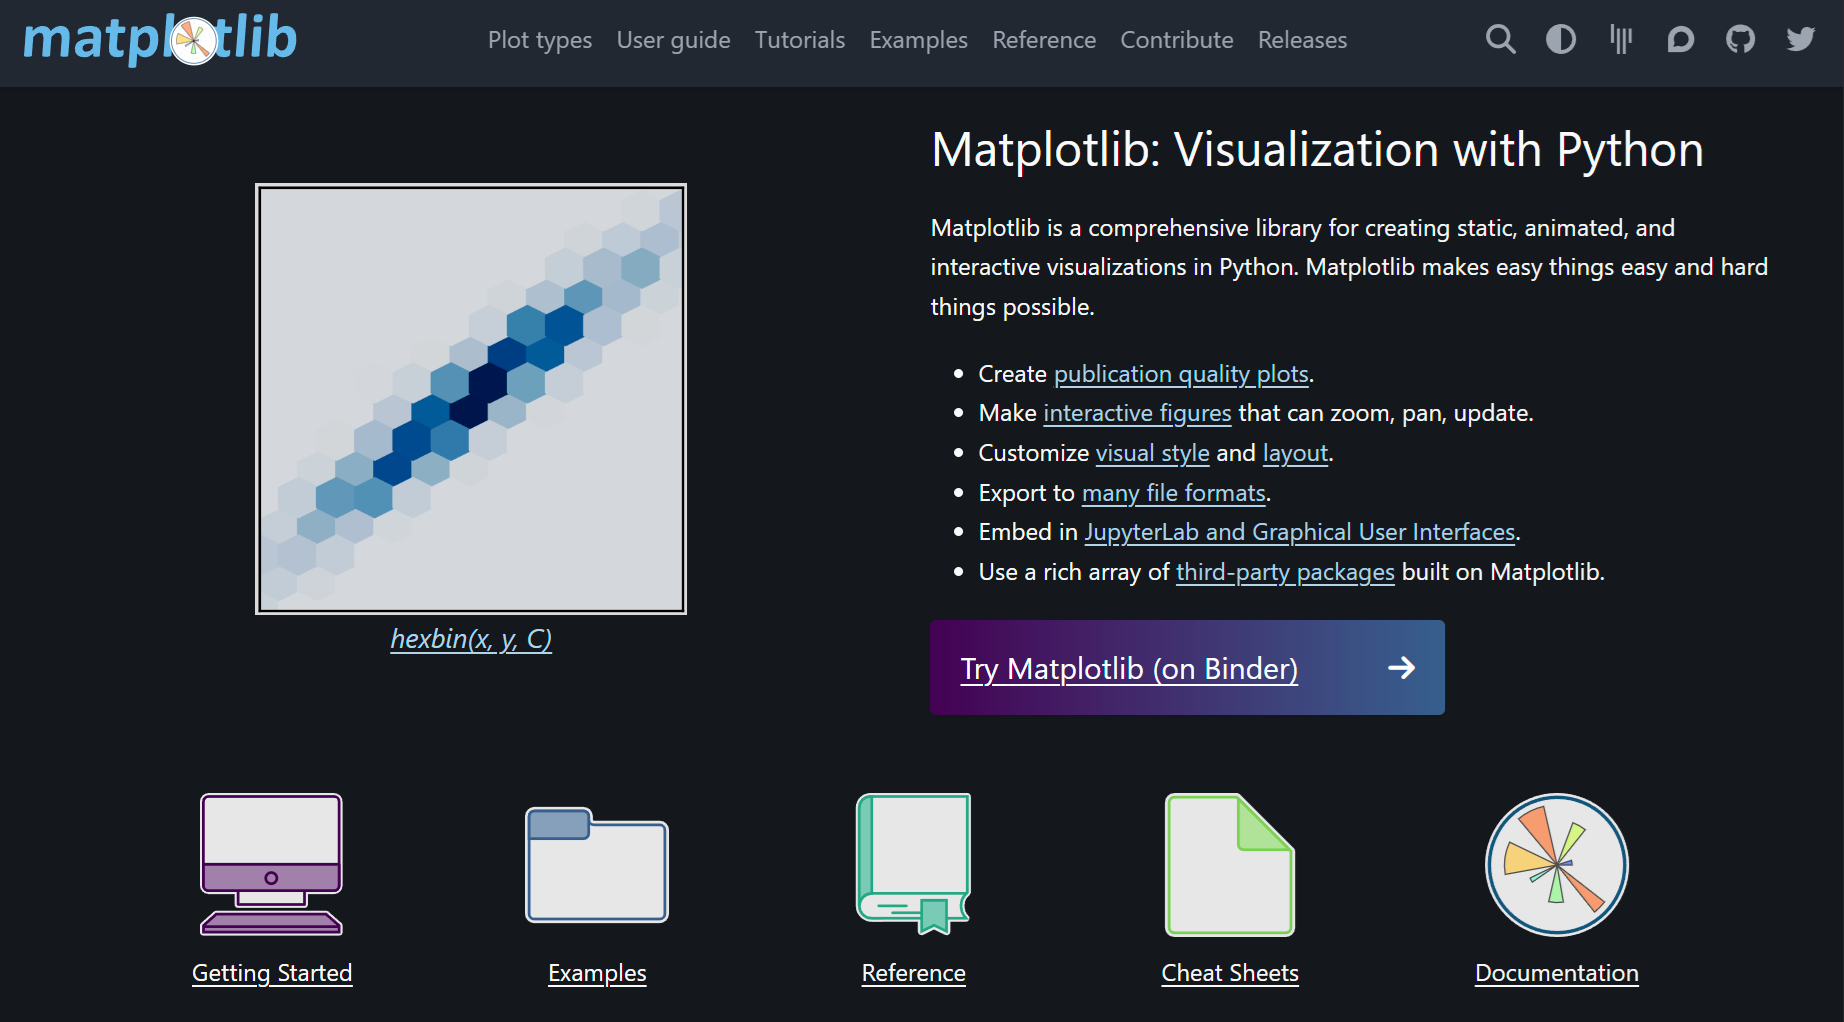 matplotlib
Plot types User guide Tutorials Examples Reference Contribute Releases
Matplotlib: Visualization with Python
Matplotlib is a comprehensive library for creating static, animated, and
interactive visualizations in Python. Matplotlib makes easy things easy and hard
things possible.
Create publication quality plots.
Make interactive figures that can zoom, pan, update.
Customize visual style and layout.
Export to many file formats.
Embed in JupyterLab and Graphical User Interfaces.
Use a rich array of third-party packages built on Matplotlib.
hexbin(x, y, C)
Try Matplotlib (on Binder)
Getting Started
Examples
Reference
Cheat Sheets
Documentation